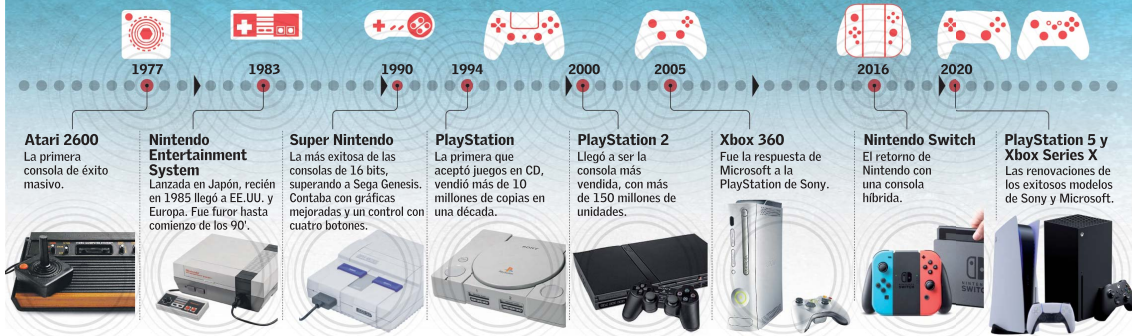 1977
1983
1990
1994
2000
2005
2016
2020
Atari 2600
La primera
consola de éxito
masivo.
Nintendo
Entertainment
System
Lanzada en Japón, recién
en 1985 llegó a EE.UU. y
Europa. Fue furor hasta
comienzo de los 90'.
Super Nintendo
La más exitosa de las
consolas de 16 bits,
superando a Sega Genesis.
Contaba con gráficas
mejoradas y un control con
cuatro botones.
PlayStation
La primera que
aceptó juegos en CD,
vendió más de 10
millones de copias en
una década.
PlayStation 2
Llegó a ser la
consola más
vendida, con más
de 150 millones de
unidades.
Xbox 360
Fue la respuesta de
Microsoft a la
PlayStation de Sony.
Nintendo Switch
El retorno de
Nintendo con
una consola
híbrida.
PlayStation 5 y
Xbox Series X
Las renovaciones de
los exitosos modelos
de Sony y Microsoft.
SONY
NINTENDO
SWITCH